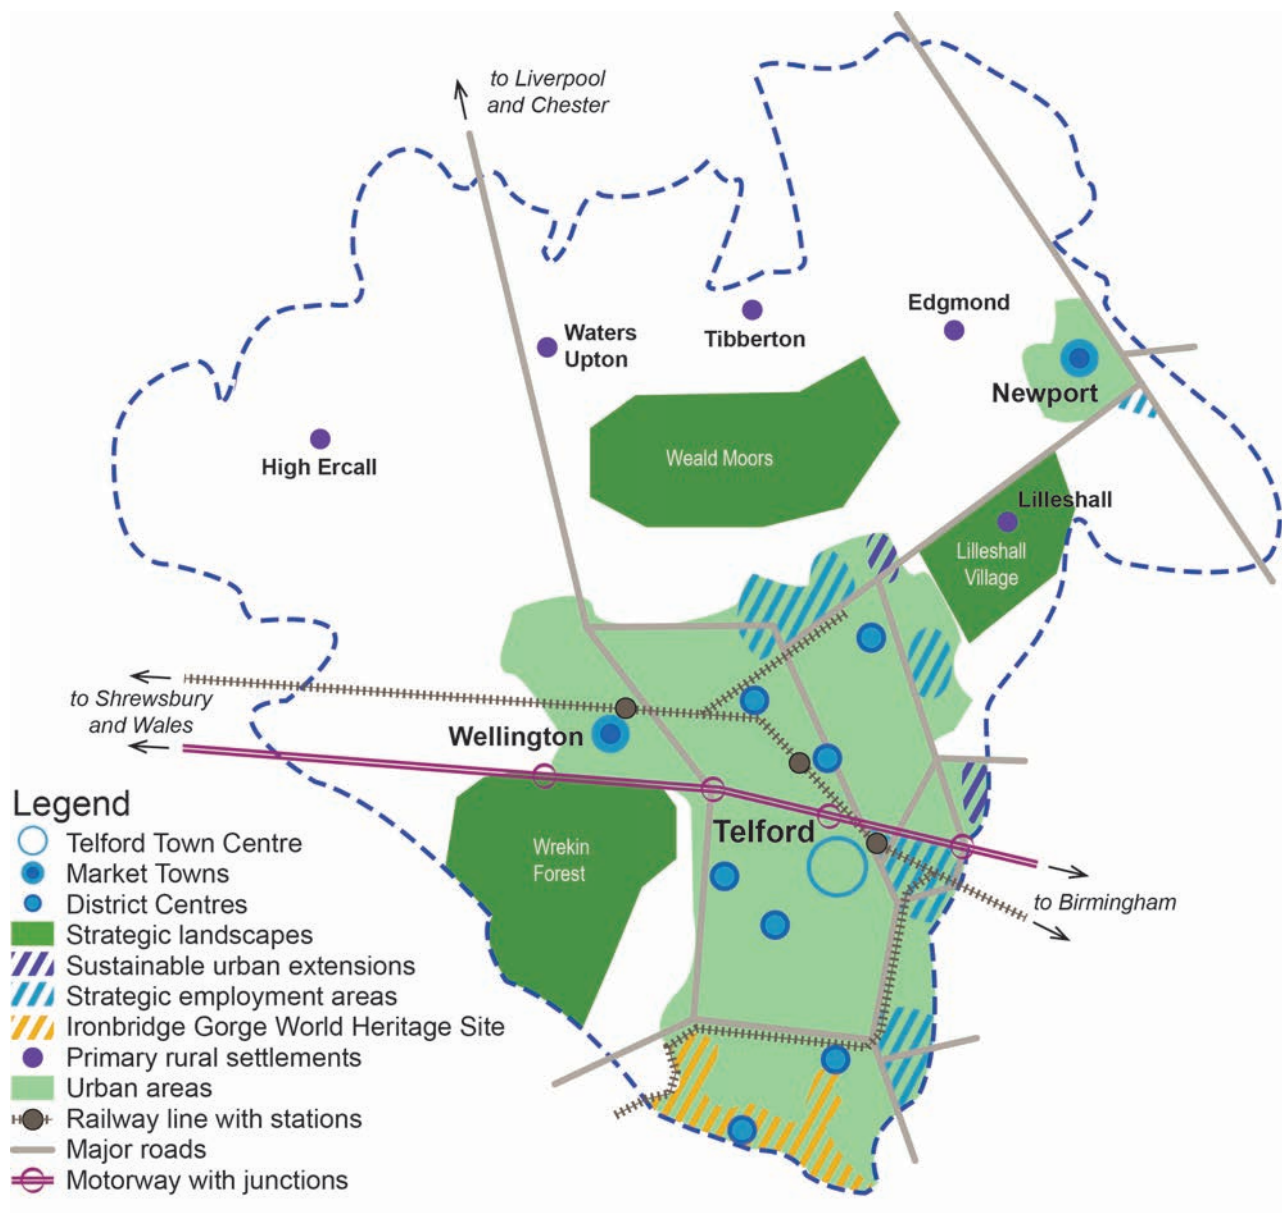 to Liverpool
and Chester
Edgmond
Waters
Upton
Tibberton
Newport
High Ercall
Weald Moors
Lilleshall
Lilleshall
Village
to Shrewsbury
and Wales
Wellington
Telford
Wrekin
Forest
to Birmingham
Legend
Telford Town Centre
Market Towns
District Centres
Strategic landscapes
Sustainable urban extensions
Strategic employment areas
Ironbridge Gorge World Heritage Site
Primary rural settlements
Urban areas
Railway line with stations
Major roads
Motorway with junctions